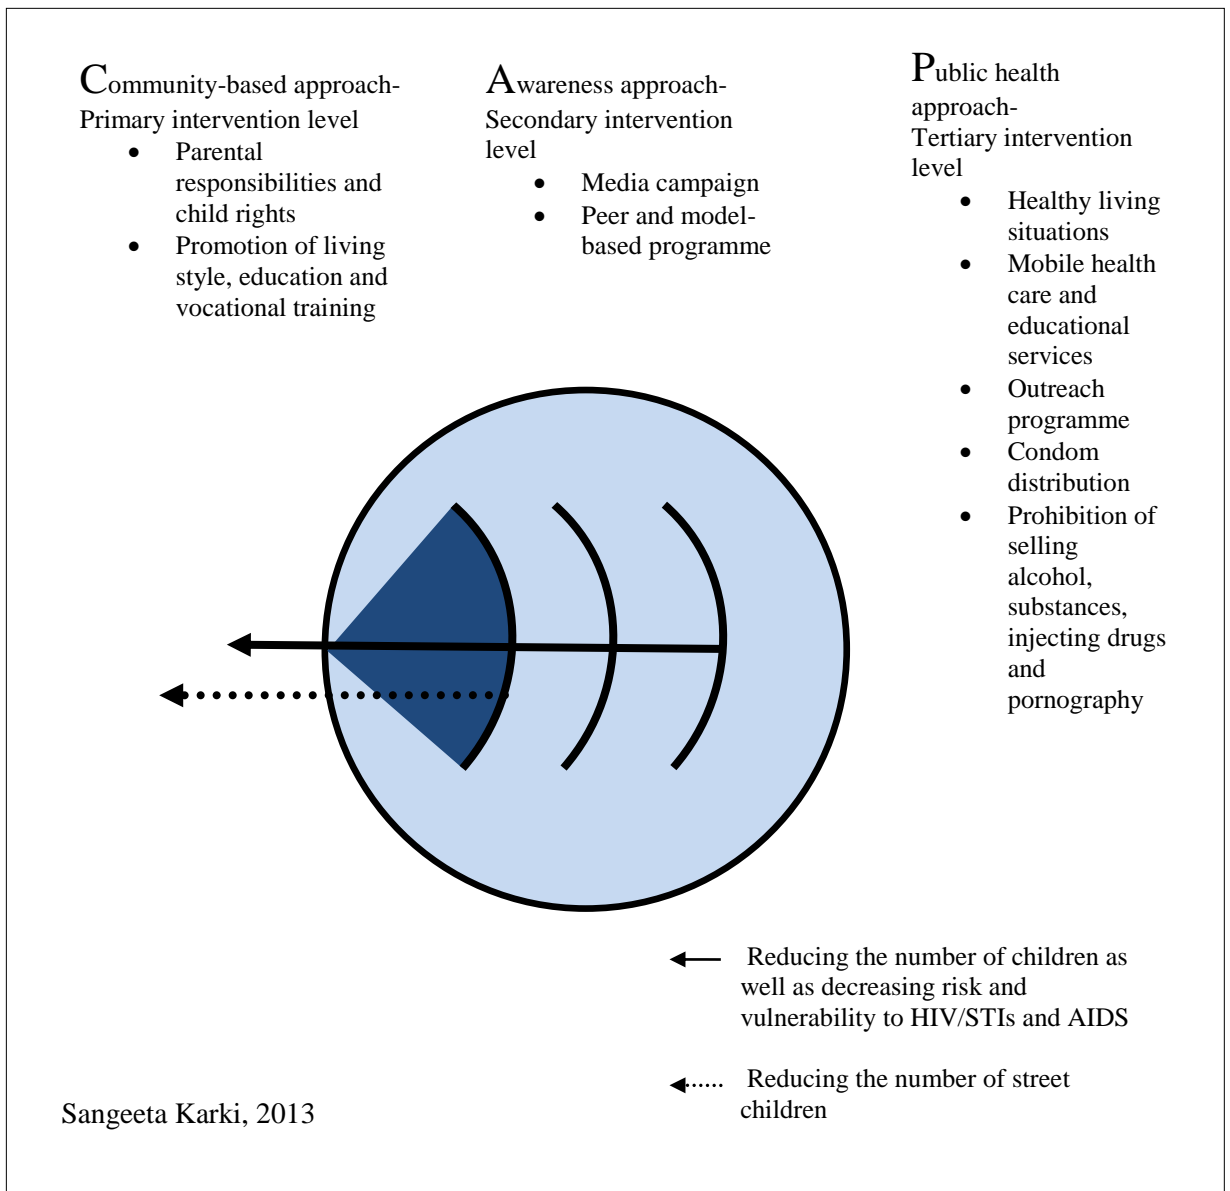 Community-based approach-
Primary intervention level
• Parental
responsibilities and
child rights
• Promotion of living
style, education and
vocational training
Awareness approach-
Secondary intervention
level
• Media campaign
• Peer and model-
based programme
Public health
approach-
Tertiary intervention
level
• Healthy living
situations
• Mobile health
care and
educational
services
• Outreach
programme
• Condom
distribution
• Prohibition of
selling
alcohol,
substances,
injecting drugs
and
pornography
Reducing the number of children as
well as decreasing risk and
vulnerability to HIV/STIs and AIDS
Reducing the number of street
children
Sangeeta Karki, 2013